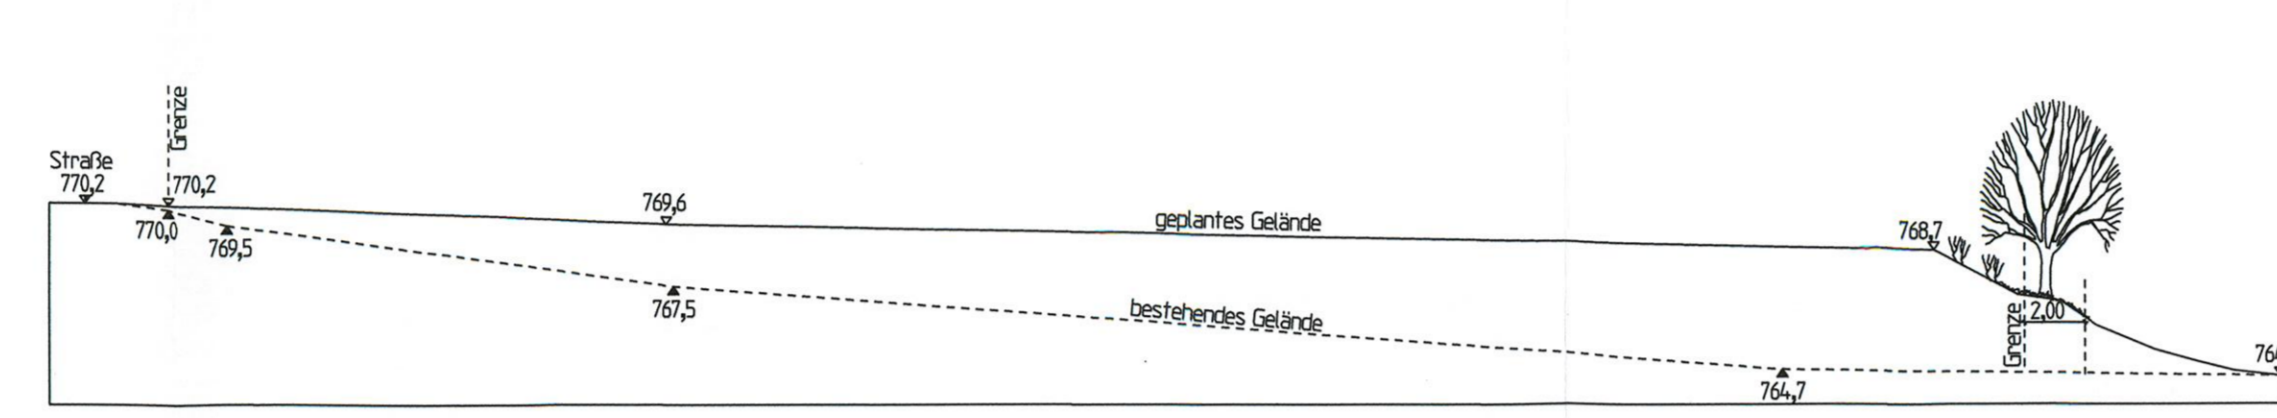 Grenze
Straße
770,2
770,2
770,0
769,5
769,6
767,5
geplantes Gelände
bestehendes Gelände
768,7
764,7
Grenze
2,00